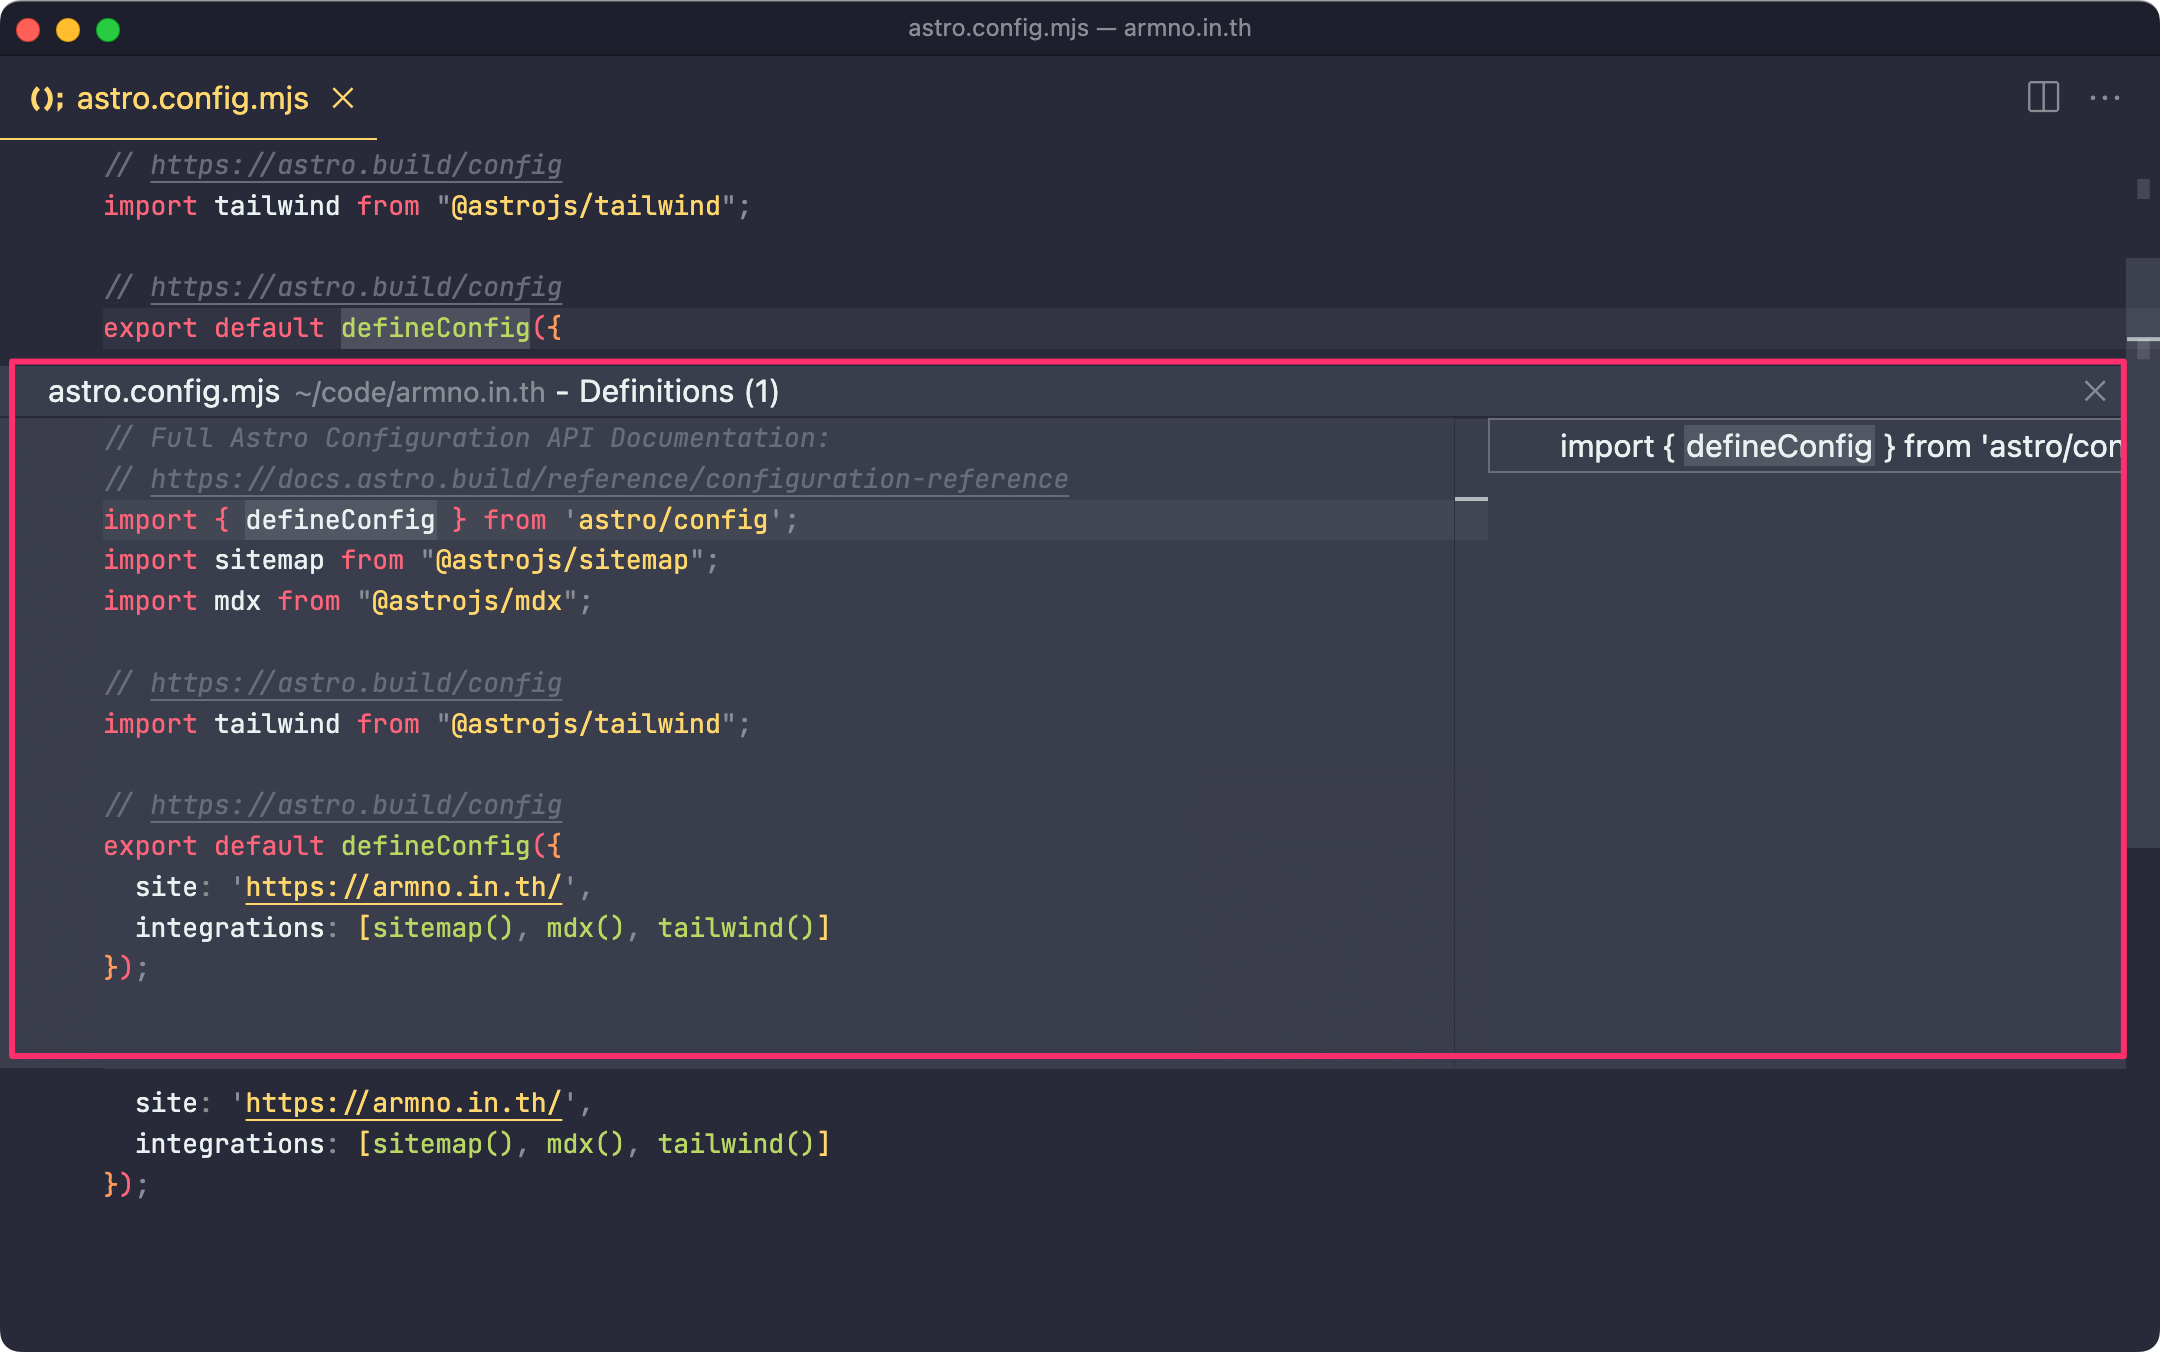 astro.config.mjs — armno.in.th
(); astro.config.mjs
// https://astro.build/config
import tailwind from "@astrojs/tailwind";
// https://astro.build/config
export default defineConfig({
astro.config.mjs ~/code/armno.in.th - Definitions (1)
// Full Astro Configuration API Documentation:
// https://docs.astro.build/reference/configuration-reference
import { defineConfig } from 'astro/config';
import sitemap from "@astrojs/sitemap";
import mdx from "@astrojs/mdx";
// https://astro.build/config
import tailwind from "@astrojs/tailwind";
// https://astro.build/config
export default defineConfig({
  site: 'https://armno.in.th/',
  integrations: [sitemap(), mdx(), tailwind()]
});
import { defineConfig } from 'astro/con
  site: 'https://armno.in.th/',
  integrations: [sitemap(), mdx(), tailwind()]
});